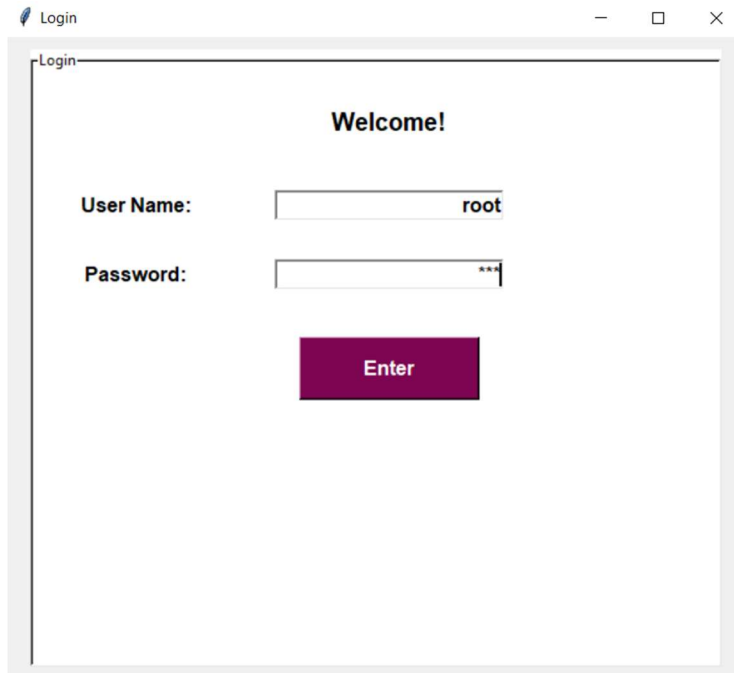 Login
Login
Welcome!
User Name: root
Password: ***
Enter